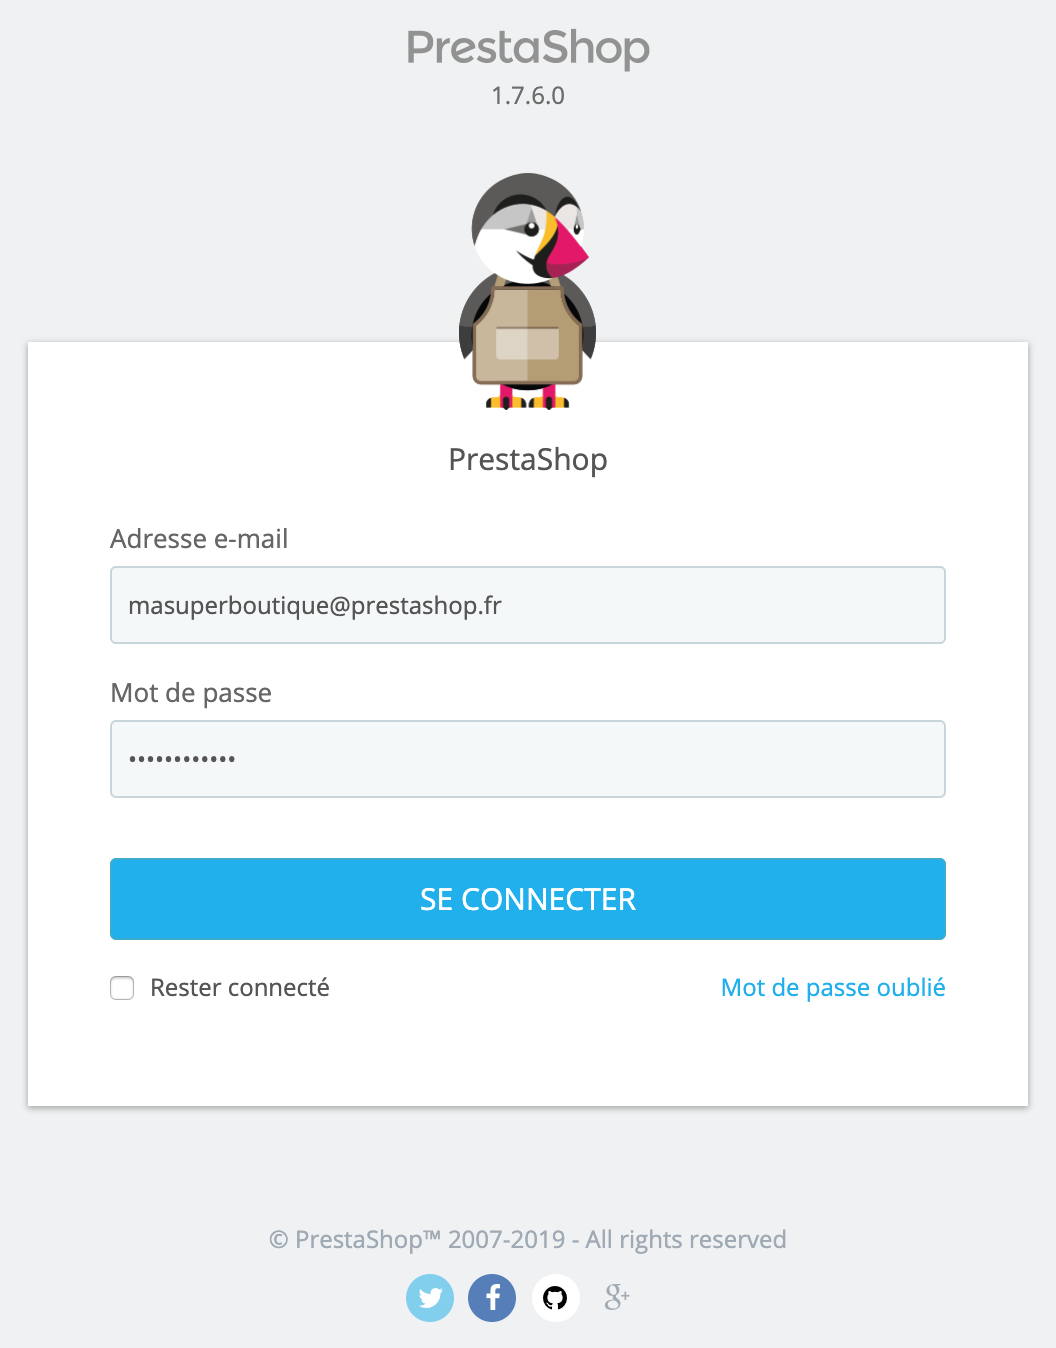 PrestaShop
1.7.6.0
PrestaShop
Adresse e-mail
masuperboutique@prestashop.fr
Mot de passe
••••••••••••
SE CONNECTER
Rester connecté
Mot de passe oublié
© PrestaShop™ 2007-2019 - All rights reserved
f
g+